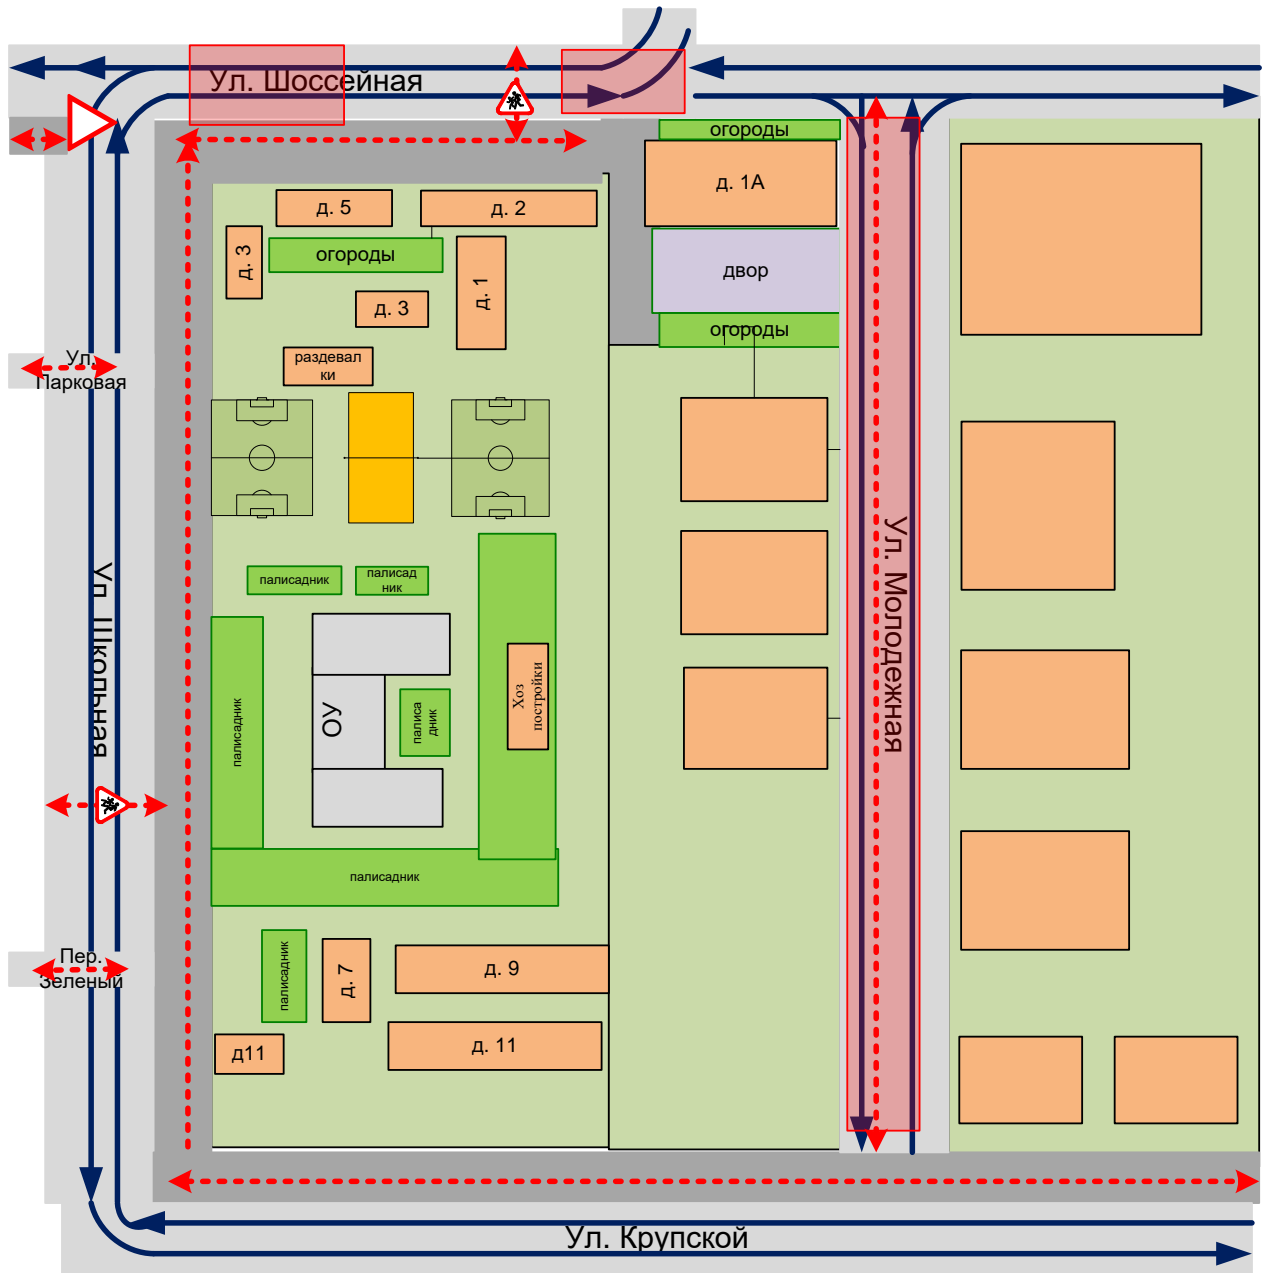 Ул. Шоссейная
огороды
д. 1А
д. 5
д. 2
д. 3
огороды
двор
д. 1
д. 3
огороды
раздевал
ки
Ул.
Парковая
палисадник
палисад
ник
Ул. Школьная
Ул. Молодежная
палисадник
ОУ
палиса
дник
Хоз
постройки
палисадник
Пер.
Зеленый
палисадник
д. 7
д. 9
д11
д. 11
Ул. Крупской